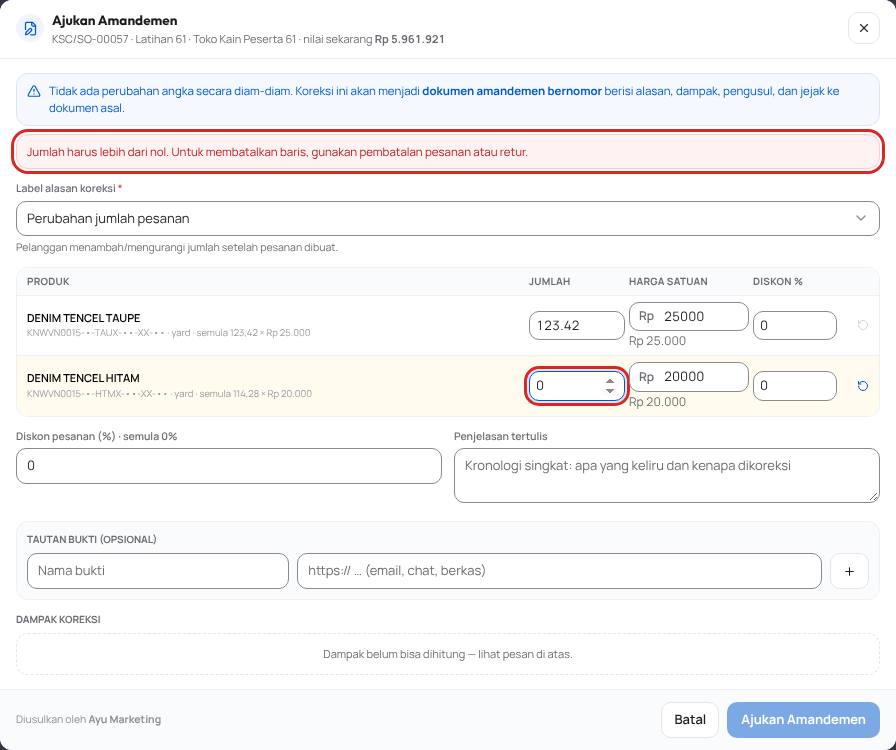 Ajukan Amandemen
KSC/SO-00057 · Latihan 61 · Toko Kain Peserta 61 · nilai sekarang Rp 5.961.921
Tidak ada perubahan angka secara diam-diam. Koreksi ini akan menjadi dokumen amandemen bernomor berisi alasan, dampak, pengusul, dan jejak ke
dokumen asal.
Jumlah harus lebih dari nol. Untuk membatalkan baris, gunakan pembatalan pesanan atau retur.
Label alasan koreksi *
Perubahan jumlah pesanan
Pelanggan menambah/mengurangi jumlah setelah pesanan dibuat.
PRODUK JUMLAH HARGA SATUAN DISKON %
DENIM TENCEL TAUPE
KNWVN0015-•-TAUX-•-•-XX-•-• · yard · semula 123,42 × Rp 25.000
123.42
Rp 25000
Rp 25.000
0
DENIM TENCEL HITAM
KNWVN0015-•-HTMX-•-•-XX-•-• · yard · semula 114,28 × Rp 20.000
0
Rp 20000
Rp 20.000
0
Diskon pesanan (%) · semula 0%
0
Penjelasan tertulis
Kronologi singkat: apa yang keliru dan kenapa dikoreksi
TAUTAN BUKTI (OPSIONAL)
Nama bukti
https:// … (email, chat, berkas)
+
DAMPAK KOREKSI
Dampak belum bisa dihitung — lihat pesan di atas.
Diusulkan oleh Ayu Marketing
Batal
Ajukan Amandemen